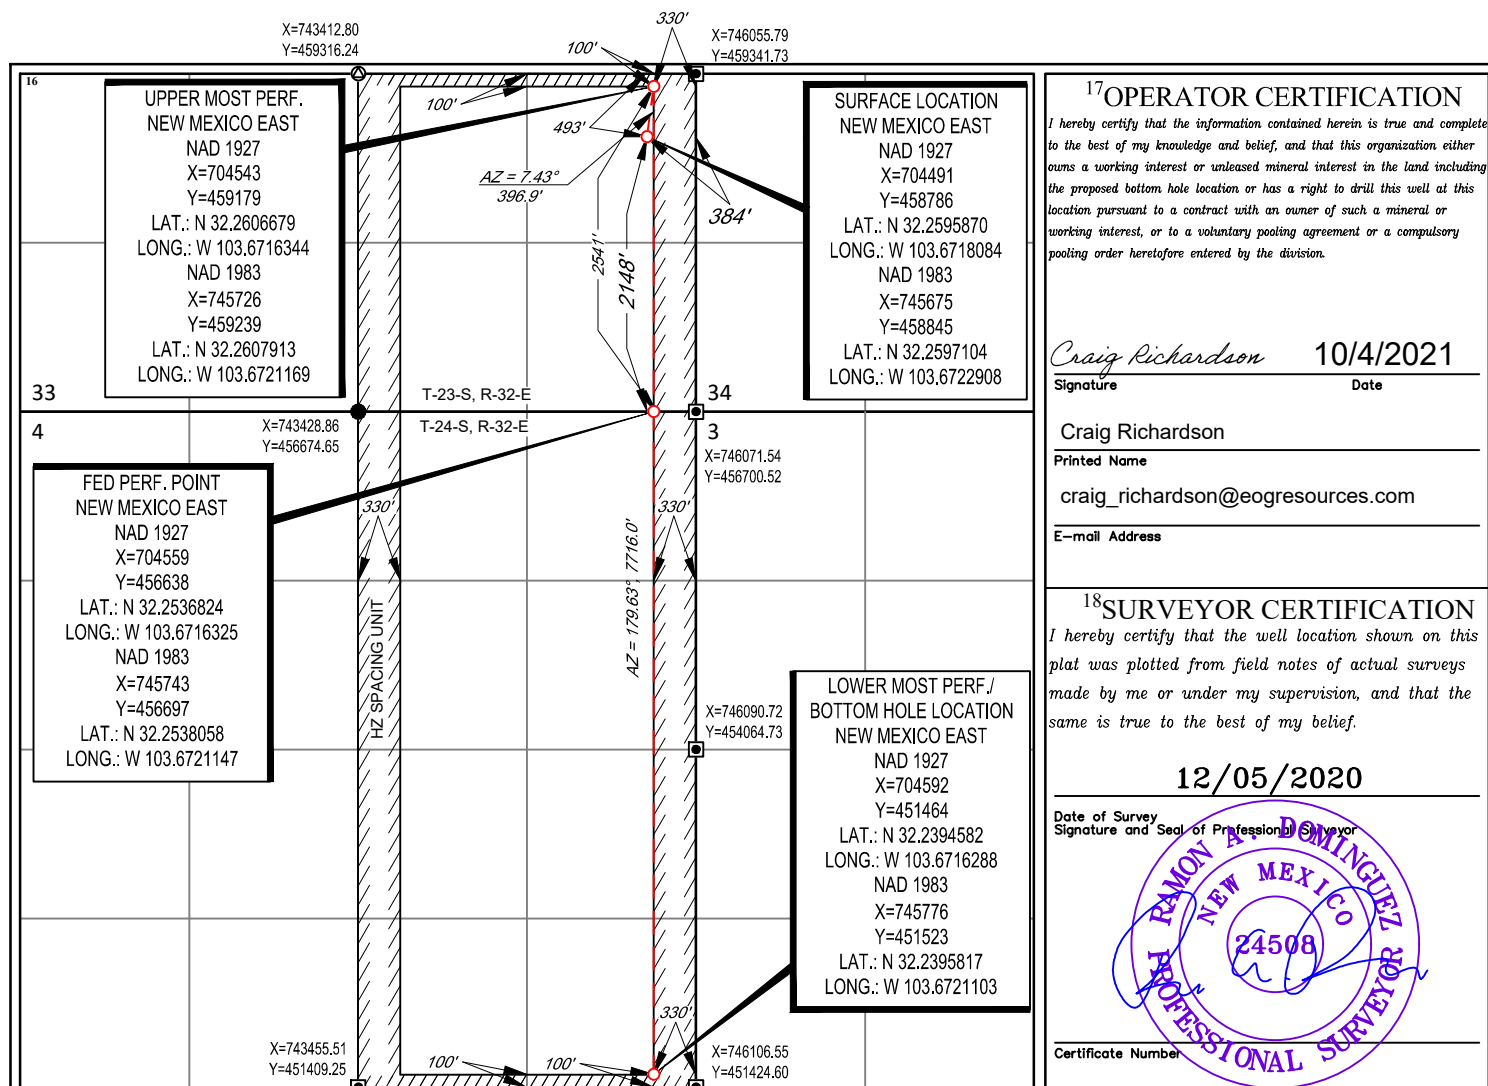 X=743412.80
Y=459316.24
330'
X=746055.79
Y=459341.73
100'
16
UPPER MOST PERF.
NEW MEXICO EAST
NAD 1927
X=704543
Y=459179
LAT.: N 32.2606679
LONG.: W 103.6716344
NAD 1983
X=745726
Y=459239
LAT.: N 32.2607913
LONG.: W 103.6721169
100'
493'
AZ = 7.43°
396.9'
2541'
2148'
384'
SURFACE LOCATION
NEW MEXICO EAST
NAD 1927
X=704491
Y=458786
LAT.: N 32.2595870
LONG.: W 103.6718084
NAD 1983
X=745675
Y=458845
LAT.: N 32.2597104
LONG.: W 103.6722908
33
T-23-S, R-32-E
34
4
X=743428.86
Y=456674.65
T-24-S, R-32-E
3
X=746071.54
Y=456700.52
FED PERF. POINT
NEW MEXICO EAST
NAD 1927
X=704559
Y=456638
LAT.: N 32.2536824
LONG.: W 103.6716325
NAD 1983
X=745743
Y=456697
LAT.: N 32.2538058
LONG.: W 103.6721147
330'
330'
HZ SPACING UNIT
AZ = 179.63°, 7716.0'
X=746090.72
Y=454064.73
LOWER MOST PERF./
BOTTOM HOLE LOCATION
NEW MEXICO EAST
NAD 1927
X=704592
Y=451464
LAT.: N 32.2394582
LONG.: W 103.6716288
NAD 1983
X=745776
Y=451523
LAT.: N 32.2395817
LONG.: W 103.6721103
330'
X=743455.51
Y=451409.25
100'
100'
X=746106.55
Y=451424.60
17OPERATOR CERTIFICATION
I hereby certify that the information contained herein is true and complete
to the best of my knowledge and belief, and that this organization either
owns a working interest or unleased mineral interest in the land including
the proposed bottom hole location or has a right to drill this well at this
location pursuant to a contract with an owner of such a mineral or
working interest, or to a voluntary pooling agreement or a compulsory
pooling order heretofore entered by the division.
Craig Richardson 10/4/2021
Signature Date
Craig Richardson
Printed Name
craig_richardson@eogresources.com
E-mail Address
18SURVEYOR CERTIFICATION
I hereby certify that the well location shown on this
plat was plotted from field notes of actual surveys
made by me or under my supervision, and that the
same is true to the best of my belief.
12/05/2020
Date of Survey
Signature and Seal of Professional Surveyor
RAMON A. DOMINGUEZ
NEW MEXICO
24508
PROFESSIONAL SURVEYOR
Certificate Number